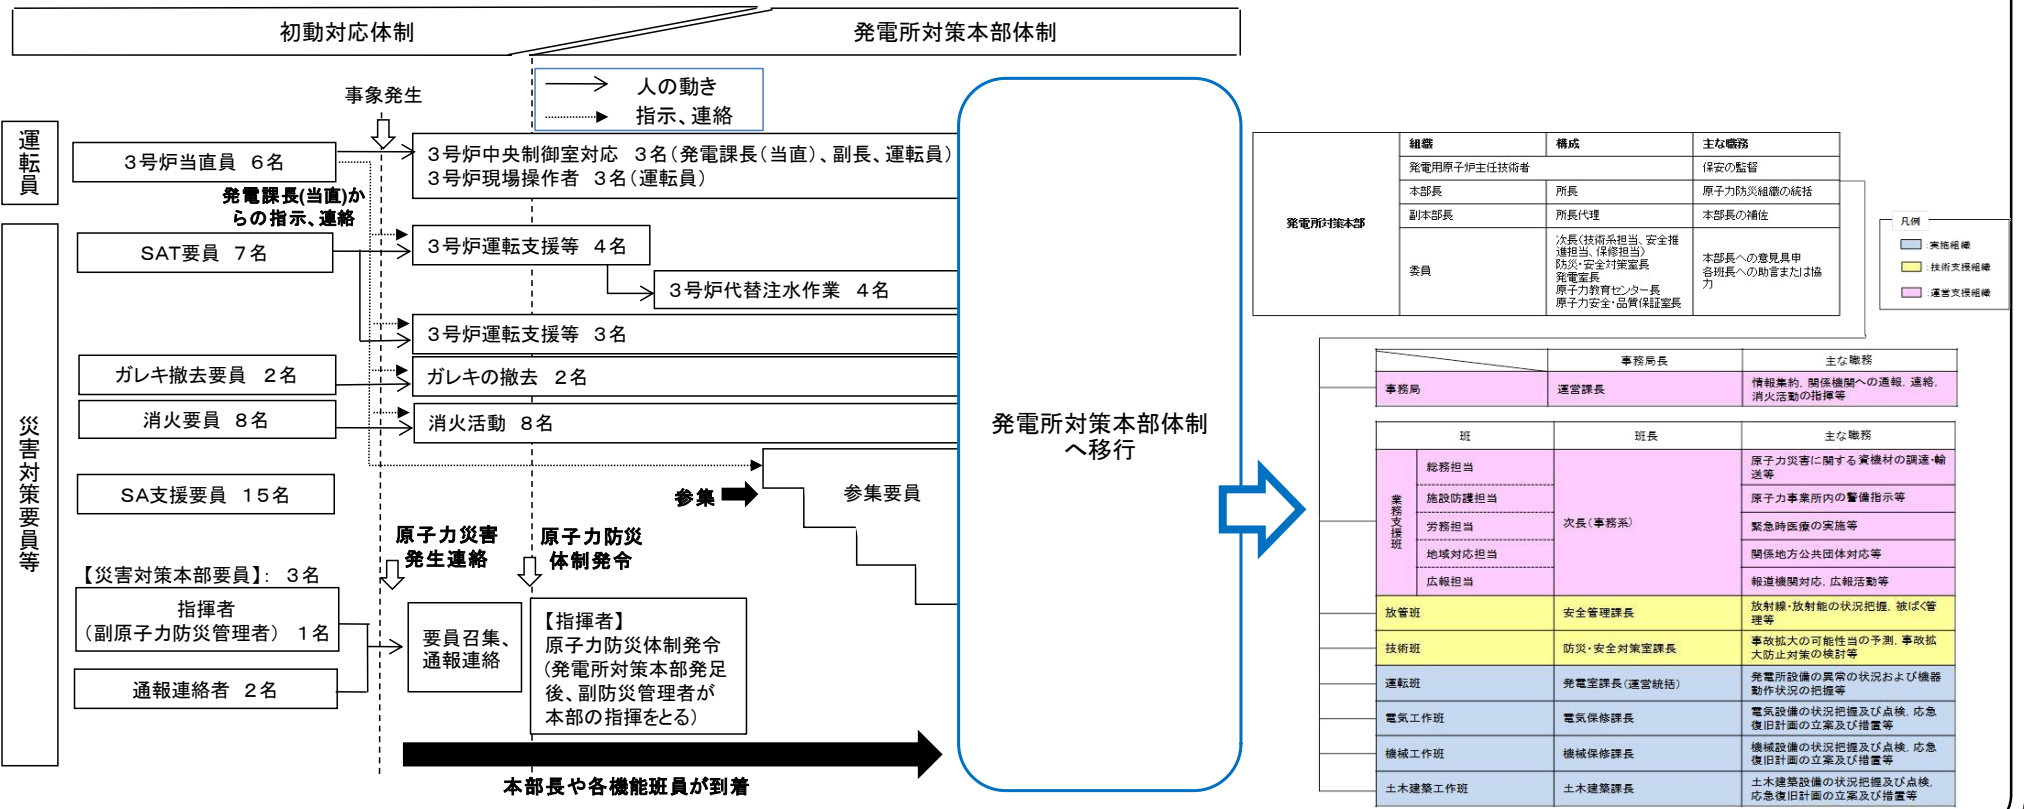 初動対応体制
発電所対策本部体制
人の動き
指示、連絡
事象発生
運転員
3号炉当直員 6名
3号炉中央制御室対応 3名(発電課長(当直)、副長、運転員)
3号炉現場操作者 3名(運転員)
発電課長(当直)か
らの指示、連絡
災害対策要員等
SAT要員 7名
3号炉運転支援等 4名
3号炉代替注水作業 4名
3号炉運転支援等 3名
ガレキ撤去要員 2名
ガレキの撤去 2名
消火要員 8名
消火活動 8名
SA支援要員 15名
参集
参集要員
原子力災害
発生連絡
原子力防災
体制発令
【災害対策本部要員】: 3名
指揮者
(副原子力防災管理者) 1名
通報連絡者 2名
要員召集、
通報連絡
【指揮者】
原子力防災体制発令
(発電所対策本部発足
後、副防災管理者が
本部の指揮をとる)
本部長や各機能班員が到着
発電所対策本部体制
へ移行
発電所対策本部
組織 構成 主な職務
発電用原子炉主任技術者 保安の監督
本部長 所長 原子力防災組織の統括
副本部長 所長代理 本部長の補佐
委員
次長(技術系担当、安全推
進担当、保修担当)
防災・安全対策室長
発電室長
原子力教育センター長
原子力安全・品質保証室長
本部長への意見具申
各班長への助言または協
力
凡例
:実施組織
:技術支援組織
:運営支援組織
事務局長 主な職務
事務局 運営課長
情報集約, 関係機関への通報, 連絡,
消火活動の指揮等
班 班長 主な職務
業務支援班
総務担当
原子力災害に関する資機材の調達・輸
送等
施設防護担当 原子力事業所内の警備指示等
労務担当 次長(事務系) 緊急時医療の実施等
地域対応担当 関係地方公共団体対応等
広報担当 報道機関対応, 広報活動等
放管班 安全管理課長
放射線・放射能の状況把握, 被ばく管
理等
技術班 防災・安全対策室課長
事故拡大の可能性当の予測, 事故拡
大防止対策の検討等
運転班 発電室課長(運営統括)
発電所設備の異常の状況および機器
動作状況の把握等
電気工作班 電気保修課長
電気設備の状況把握及び点検, 応急
復旧計画の立案及び措置等
機械工作班 機械保修課長
機械設備の状況把握及び点検, 応急
復旧計画の立案及び措置等
土木建築工作班 土木建築課長
土木建築設備の状況把握及び点検,
応急復旧計画の立案及び措置等